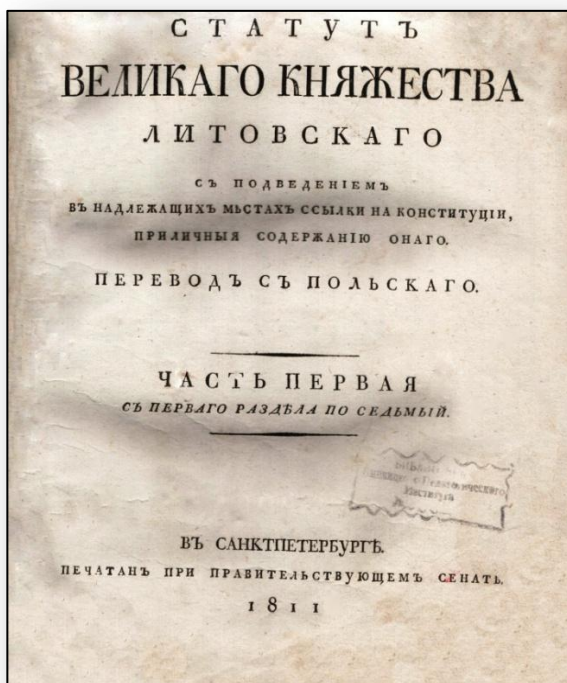 СТАТУТЪ
ВЕЛИКАГО КНЯЖЕСТВА
ЛИТОВСКАГО
СЪ ПОДВЕДЕНІЕМЪ
ВЪ НАДЛЕЖАЩИХЪ МѢСТАХЪ ССЫЛКИ НА КОНСТИТУЦІИ,
ПРИЛИЧНЫЯ СОДЕРЖАНІЮ ОНАГО.
ПЕРЕВОДЪ СЪ ПОЛЬСКАГО.
ЧАСТЬ ПЕРВАЯ
СЪ ПЕРВАГО РАЗДѢЛА ПО СЕДЬМЫЙ.
Института
ВЪ САНКТПЕТЕРБУРГѢ.
ПЕЧАТАНЪ ПРИ ПРАВИТЕЛЬСТВУЮЩЕМЪ СЕНАТѢ.
1811